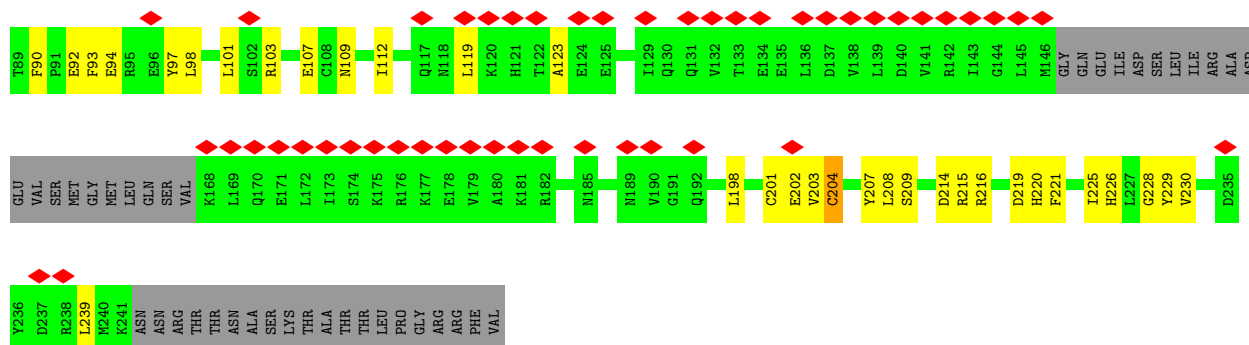 T89 F90 P91 E92 F93 E94 R95 E96 Y97 L98 L101 S102 R103 E107 C108 N109 I112 Q117 N118 L119 K120 H121 T122 A123 E124 E125 I129 Q130 Q131 V132 T133 E134 E135 L136 D137 V138 L139 D140 V141 R142 I143 G144 L145 M146 GLY GLN GLU ILE ASP SER LEU ILE ARG ALA ASP
GLU VAL SER MET GLY MET LEU GLN SER VAL K168 L169 Q170 E171 L172 I173 S174 K175 R176 K177 E178 V179 A180 K181 R182 N185 N189 V190 G191 Q192 L198 C201 E202 V203 C204 Y207 L208 S209 D214 R215 R216 D219 H220 F221 I225 H226 L227 G228 Y229 V230 D235
Y236 D237 R238 L239 M240 K241 ASN ASN ARG THR THR ASN ALA SER LYS THR ALA THR THR LEU PRO GLY ARG ARG PHE VAL